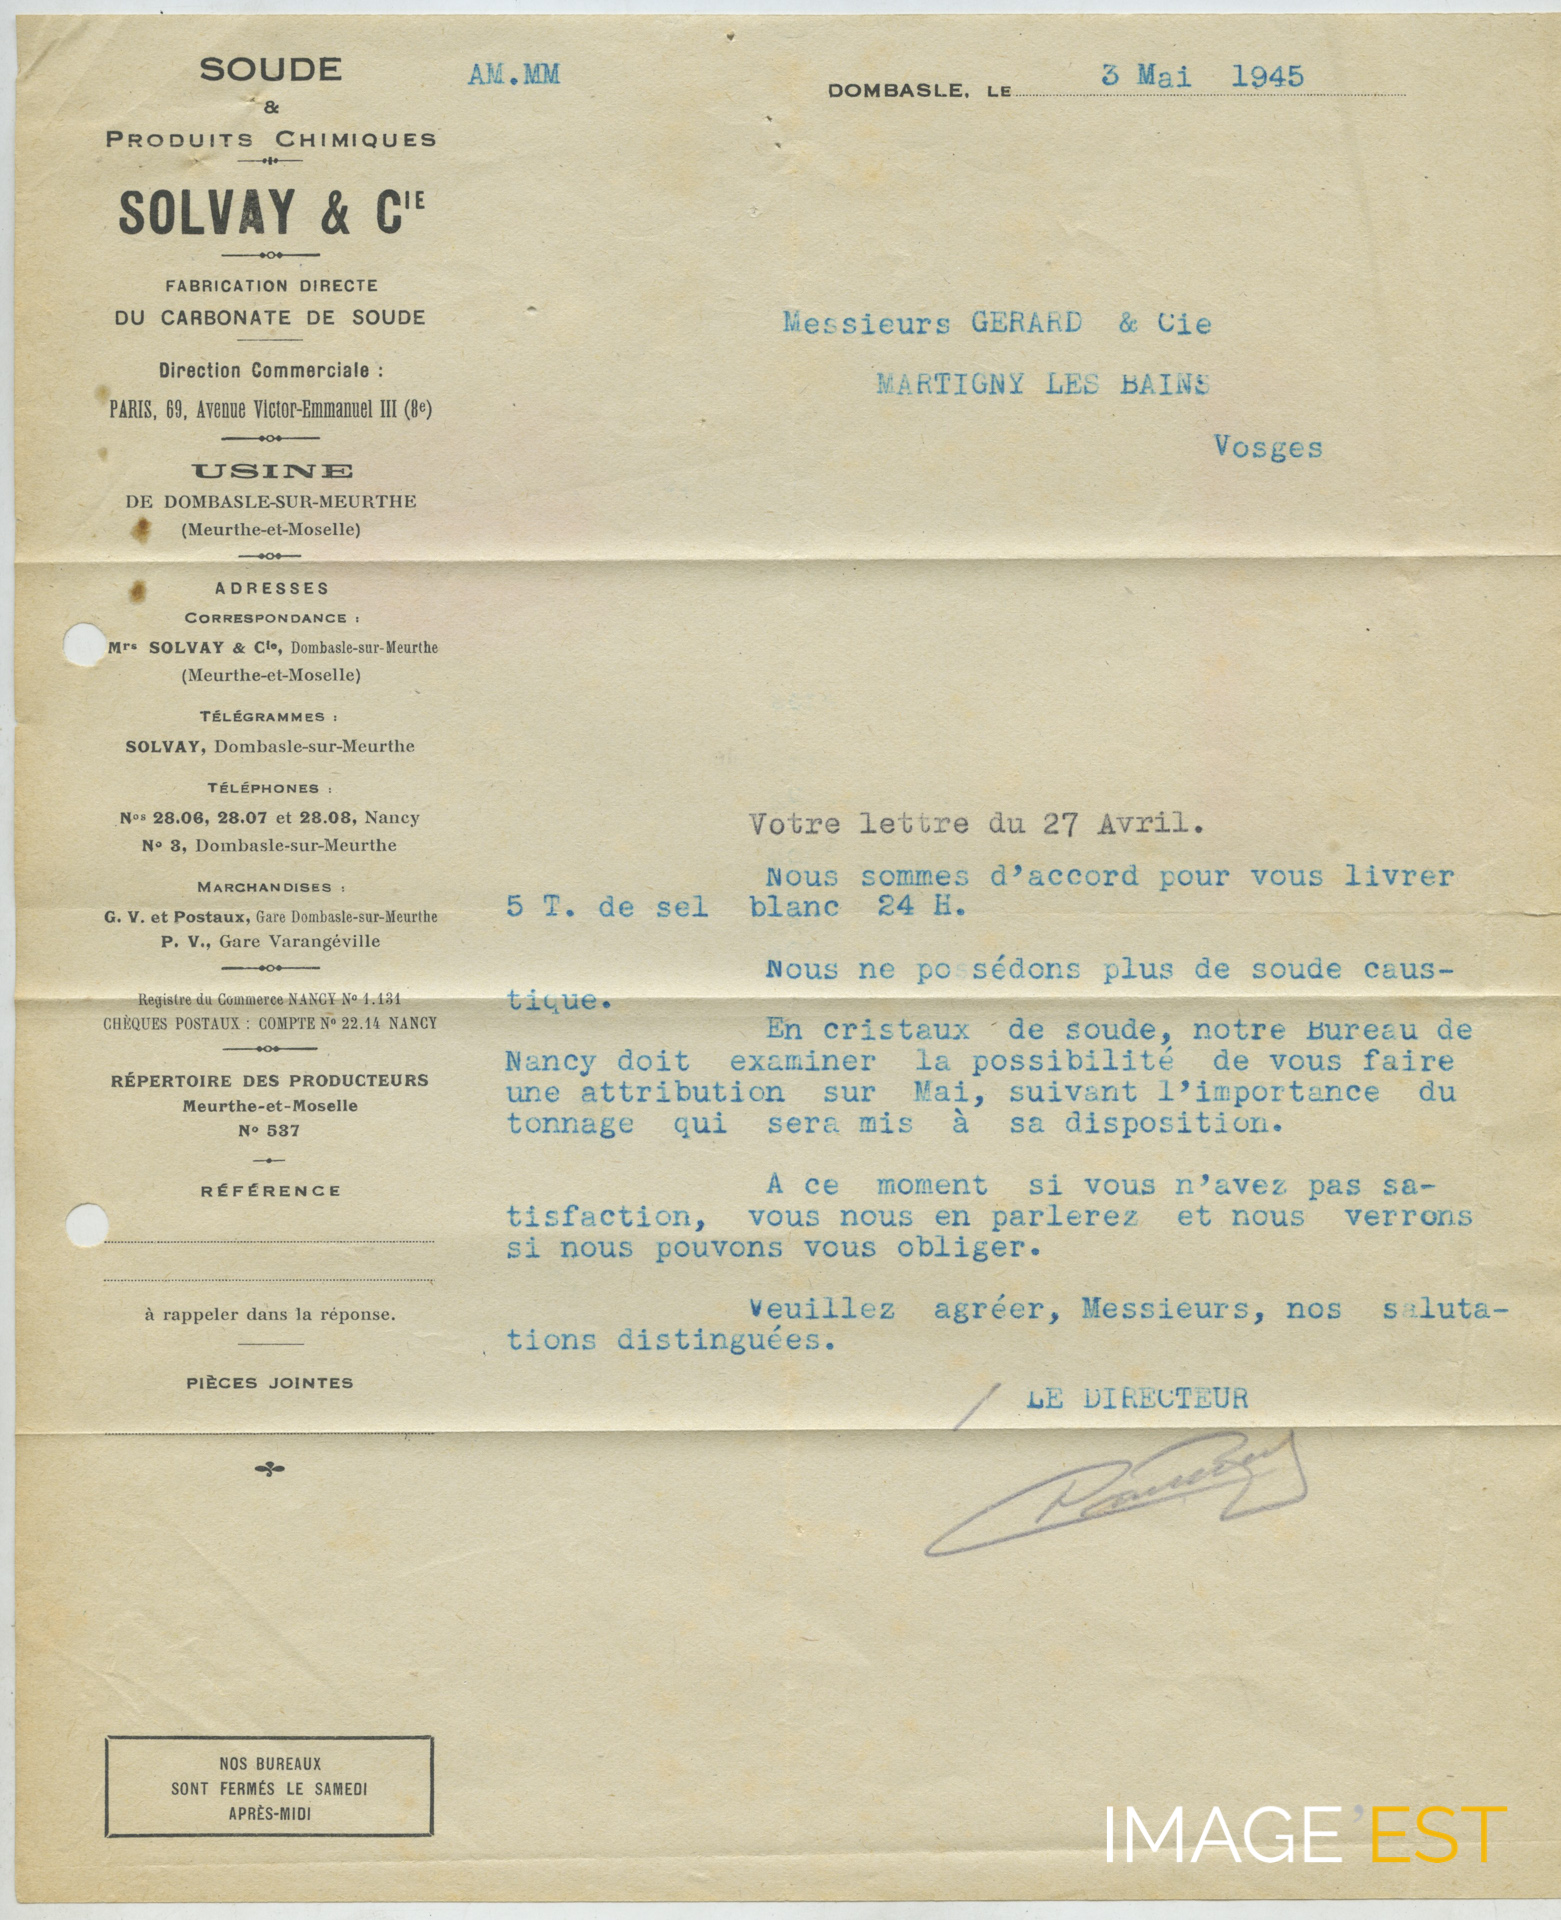 SOUDE
&
PRODUITS CHIMIQUES
SOLVAY & CIE
FABRICATION DIRECTE
DU CARBONATE DE SOUDE
Direction Commerciale :
PARIS, 69, Avenue Victor-Emmanuel III (8e)
USINE
DE DOMBASLE-SUR-MEURTHE
(Meurthe-et-Moselle)
ADRESSES
CORRESPONDANCE :
Mrs SOLVAY & Cie, Dombasle-sur-Meurthe
(Meurthe-et-Moselle)
TÉLÉGRAMMES :
SOLVAY, Dombasle-sur-Meurthe
TÉLÉPHONES :
Nos 28.06, 28.07 et 28.08, Nancy
No 3, Dombasle-sur-Meurthe
MARCHANDISES :
G. V. et Postaux, Gare Dombasle-sur-Meurthe
P. V., Gare Varangéville
Registre du Commerce NANCY No 1.131
CHÈQUES POSTAUX : COMPTE No 22.14 NANCY
RÉPERTOIRE DES PRODUCTEURS
Meurthe-et-Moselle
No 537
RÉFÉRENCE
à rappeler dans la réponse.
PIÈCES JOINTES
NOS BUREAUX
SONT FERMÉS LE SAMEDI
APRÈS-MIDI
AM.MM
DOMBASLE, LE 3 Mai 1945
Messieurs GERARD & Cie
MARTIGNY LES BAINS
Vosges
Votre lettre du 27 Avril.
Nous sommes d'accord pour vous livrer
5 T. de sel blanc 24 H.
Nous ne possédons plus de soude caus-
tique.
En cristaux de soude, notre Bureau de
Nancy doit examiner la possibilité de vous faire
une attribution sur Mai, suivant l'importance du
tonnage qui sera mis à sa disposition.
A ce moment si vous n'avez pas sa-
tisfaction, vous nous en parlerez et nous verrons
si nous pouvons vous obliger.
Veuillez agréer, Messieurs, nos saluta-
tions distinguées.
LE DIRECTEUR
IMAGE'EST